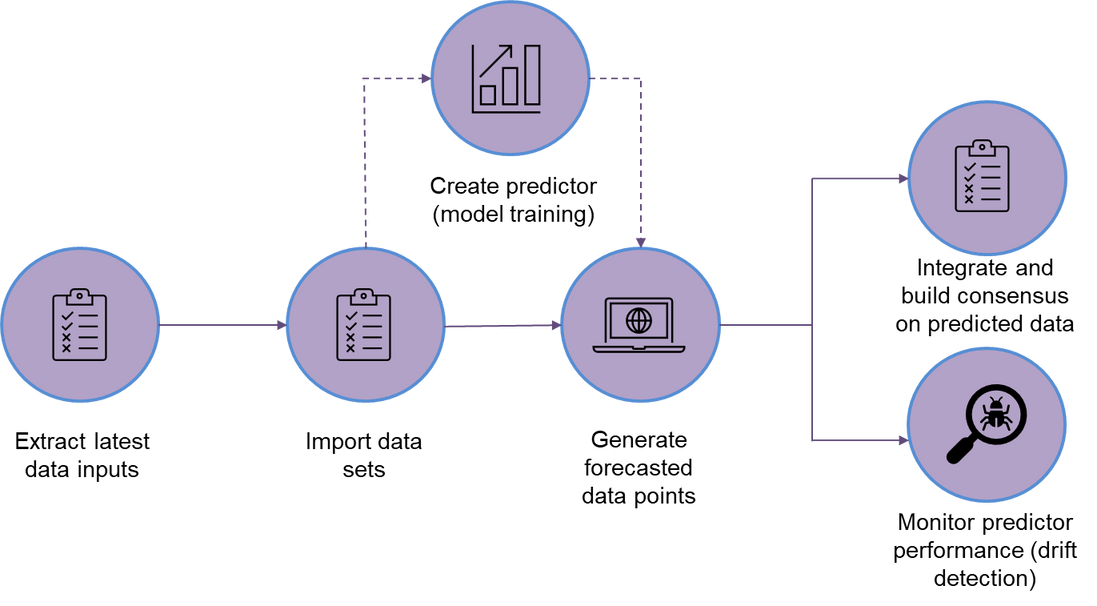 Create predictor
(model training)
Extract latest
data inputs
Import data
sets
Generate
forecasted
data points
Integrate and
build consensus
on predicted data
Monitor predictor
performance (drift
detection)